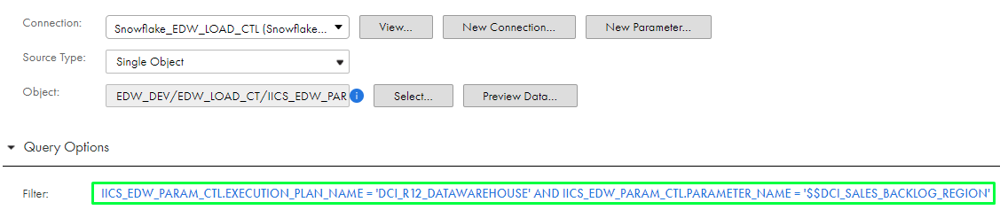 Connection: Snowflake_EDW_LOAD_CTL (Snowflake... View... New Connection... New Parameter...
Source Type: Single Object
Object: EDW_DEV/EDW_LOAD_CT/IICS_EDW_PAR i Select... Preview Data...
Query Options
Filter: IICS_EDW_PARAM_CTL.EXECUTION_PLAN_NAME = 'DCI_R12_DATAWAREHOUSE' AND IICS_EDW_PARAM_CTL.PARAMETER_NAME = '$$DCI_SALES_BACKLOG_REGION'